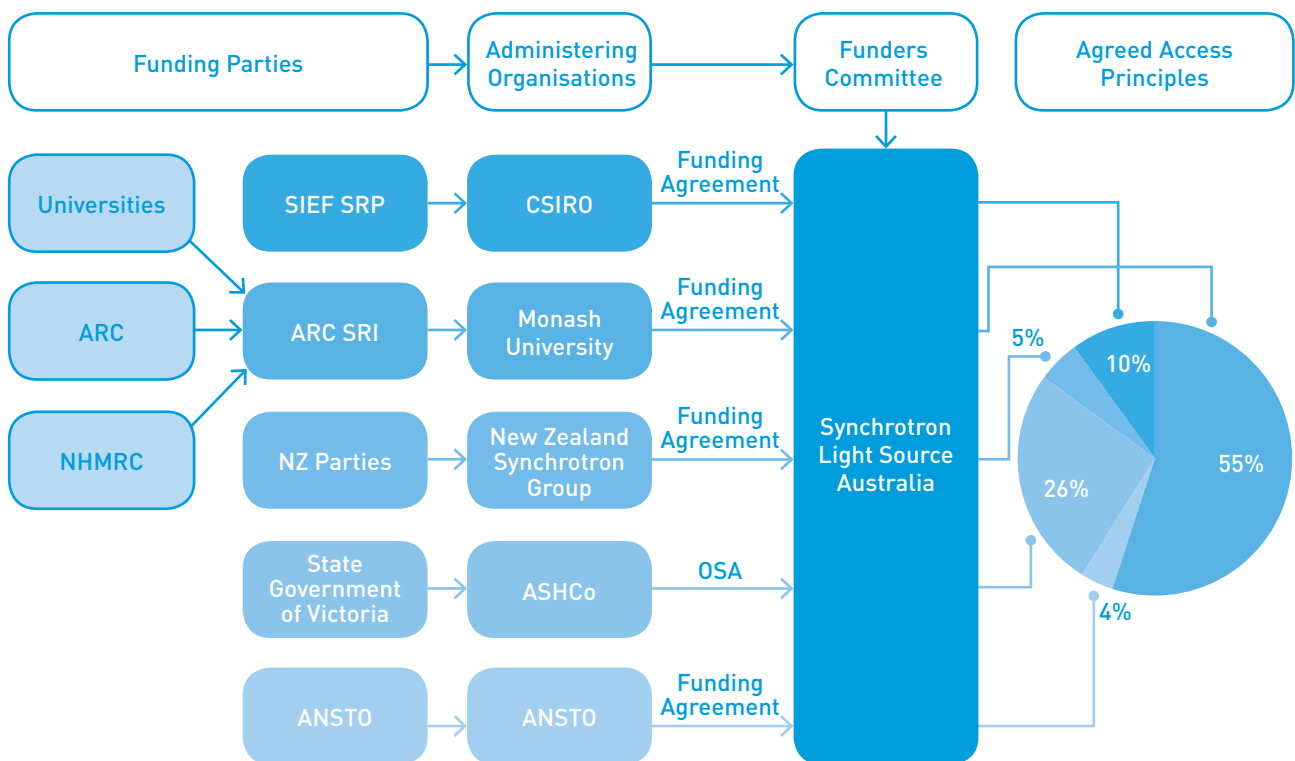 Funding Parties
Administering
Organisations
Funders
Committee
Agreed Access
Principles
Universities
SIEF SRP
CSIRO
Funding
Agreement
ARC
ARC SRI
Monash
University
Funding
Agreement
NHMRC
NZ Parties
New Zealand
Synchrotron
Group
Funding
Agreement
State
Government
of Victoria
ASHCo
OSA
ANSTO
ANSTO
Funding
Agreement
Synchrotron
Light Source
Australia
5%
10%
55%
26%
4%